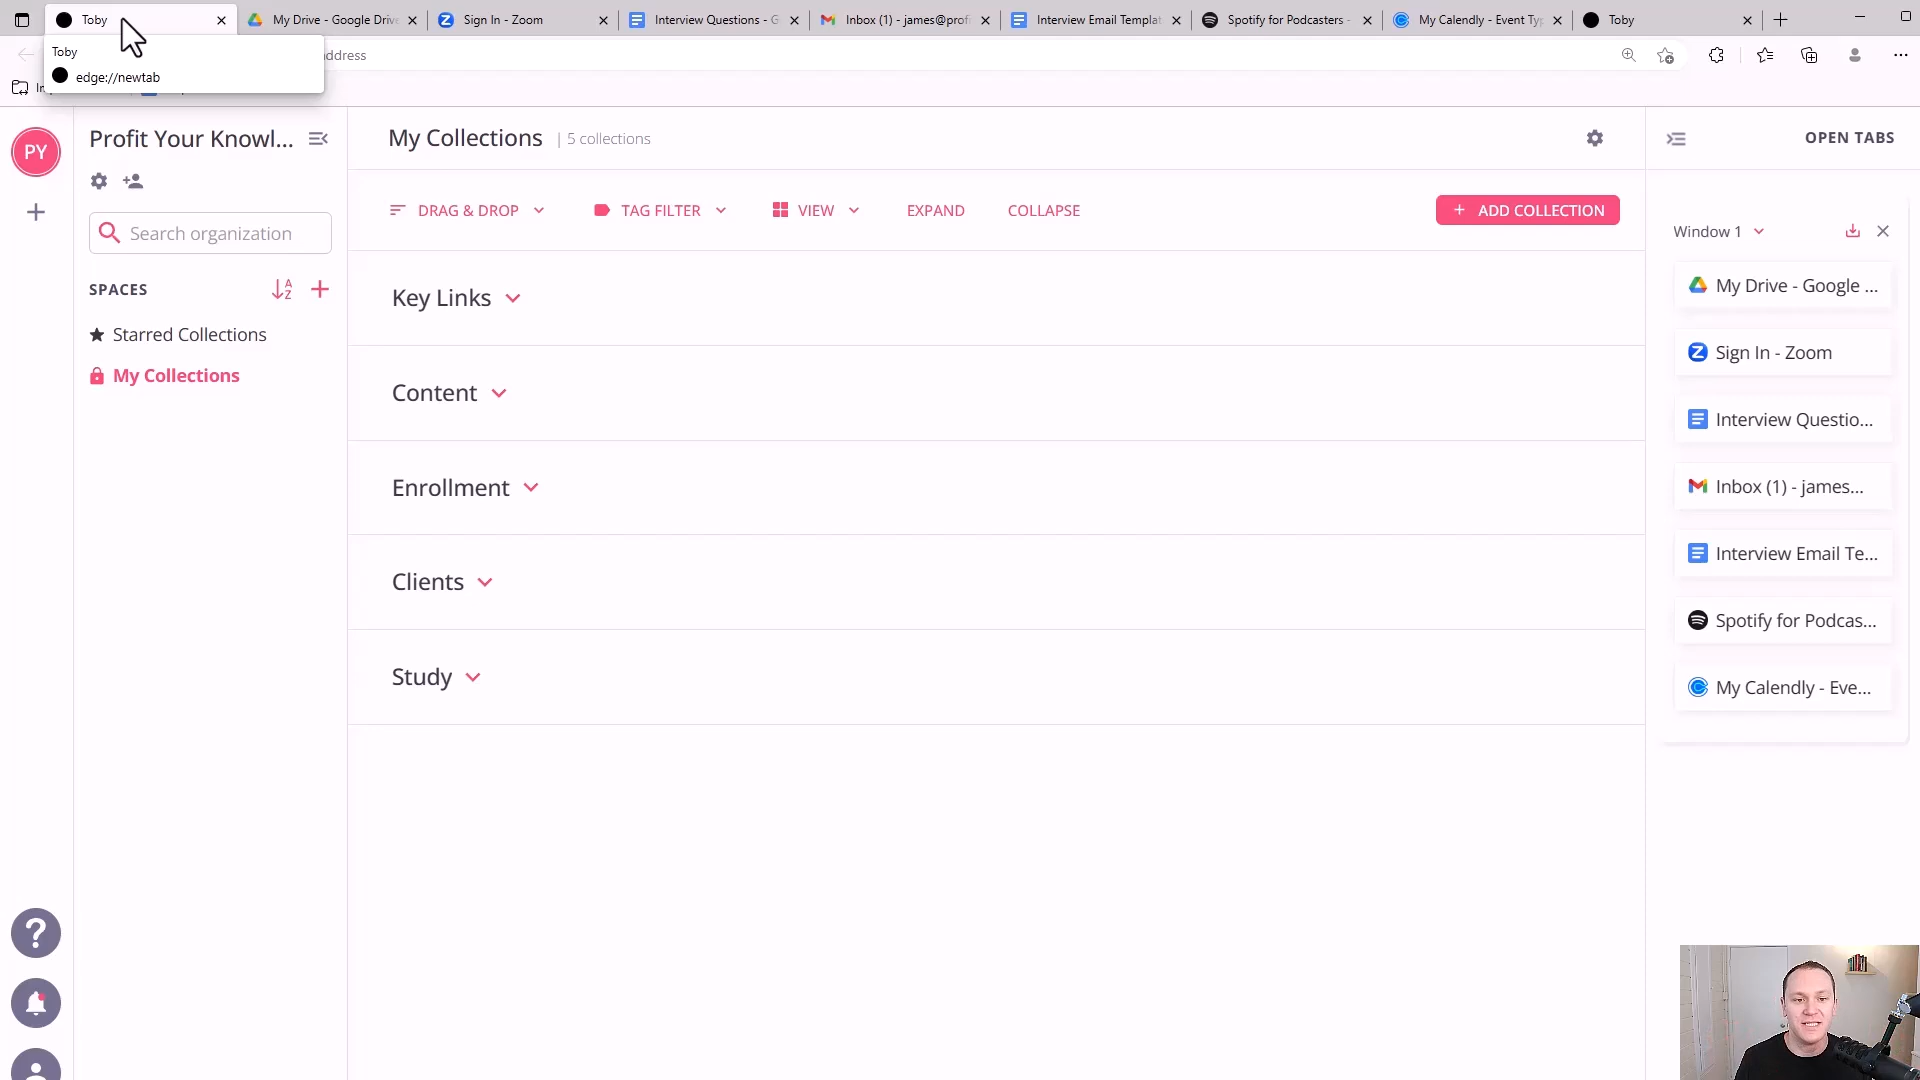 Toby
My Drive - Google Drive
Sign In - Zoom
Interview Questions - G
Inbox (1) - james@prof
Interview Email Templat
Spotify for Podcasters -
My Calendly - Event Typ
Toby
Toby
edge://newtab
address
PY
Profit Your Knowl...
Search organization
SPACES
Starred Collections
My Collections
My Collections | 5 collections
DRAG & DROP
TAG FILTER
VIEW
EXPAND
COLLAPSE
+ ADD COLLECTION
Key Links
Content
Enrollment
Clients
Study
OPEN TABS
Window 1
My Drive - Google ...
Sign In - Zoom
Interview Questio...
Inbox (1) - james...
Interview Email Te...
Spotify for Podcas...
My Calendly - Eve...